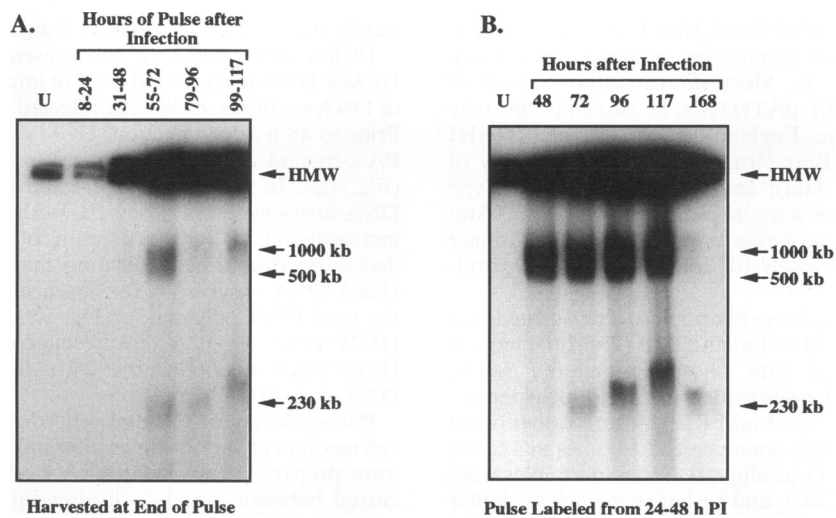 A.
Hours of Pulse after
Infection
U
8-24
31-48
55-72
79-96
99-117
HMW
1000 kb
500 kb
230 kb
Harvested at End of Pulse
B.
Hours after Infection
U 48 72 96 117 168
HMW
1000 kb
500 kb
230 kb
Pulse Labeled from 24-48 h PI